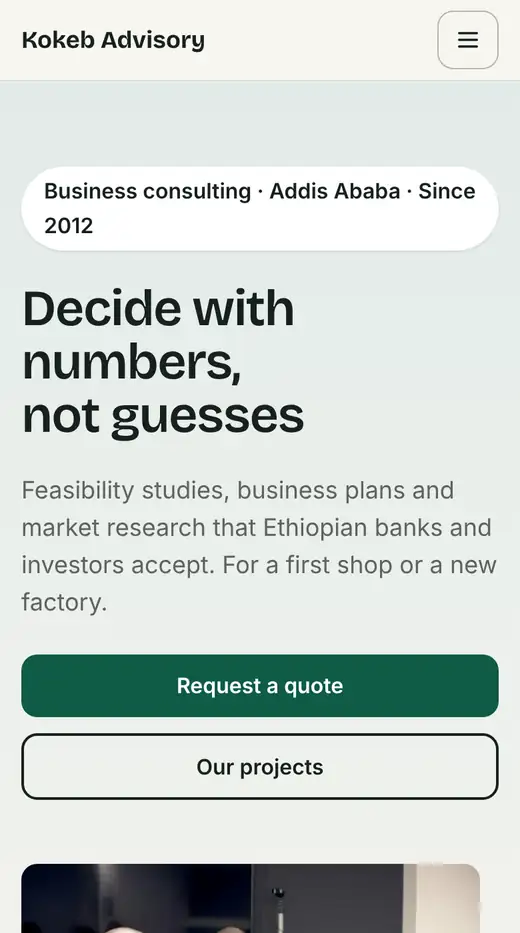 Kokeb Advisory
Business consulting · Addis Ababa · Since
2012
Decide with
numbers,
not guesses
Feasibility studies, business plans and
market research that Ethiopian banks and
investors accept. For a first shop or a new
factory.
Request a quote
Our projects